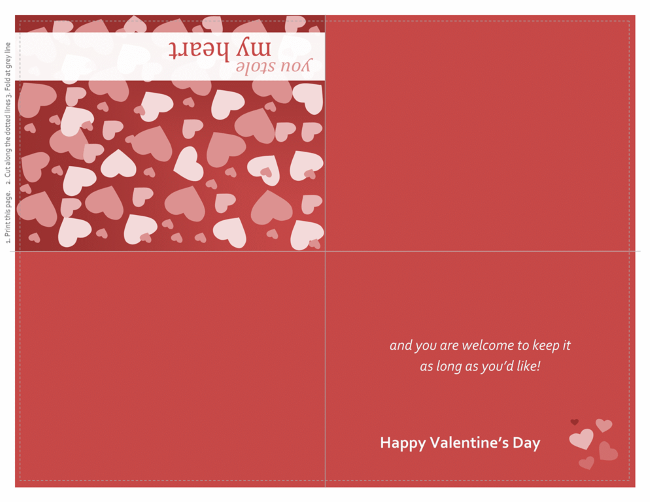 you stole
my heart
1. Print this page. 2. Cut along the dotted lines 3. Fold at grey line
and you are welcome to keep it
as long as you'd like!
Happy Valentine's Day